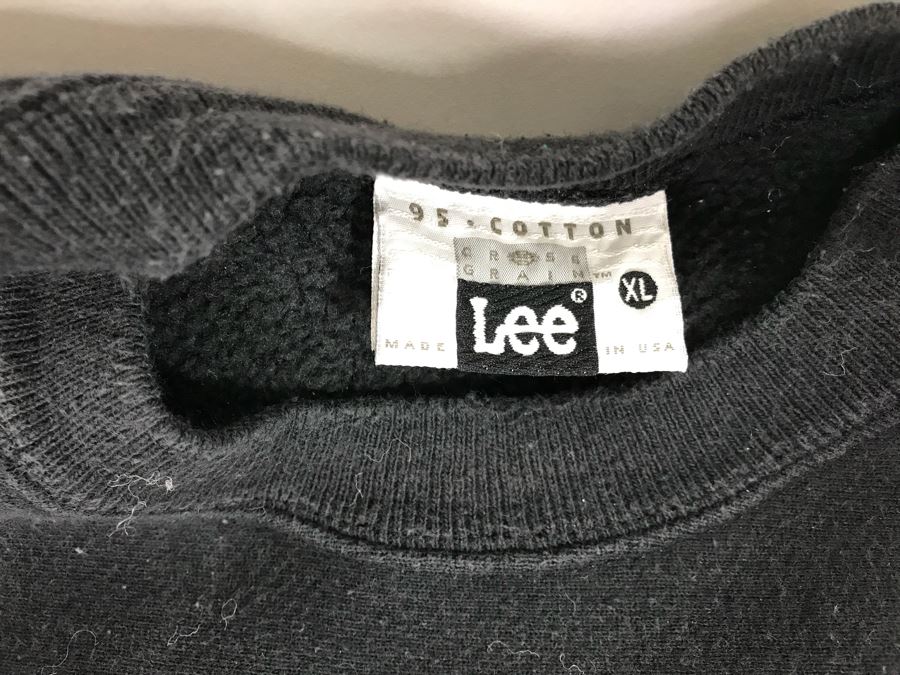 95 • COTTON
CROSS
GRAIN™ XL
Lee®
MADE IN USA